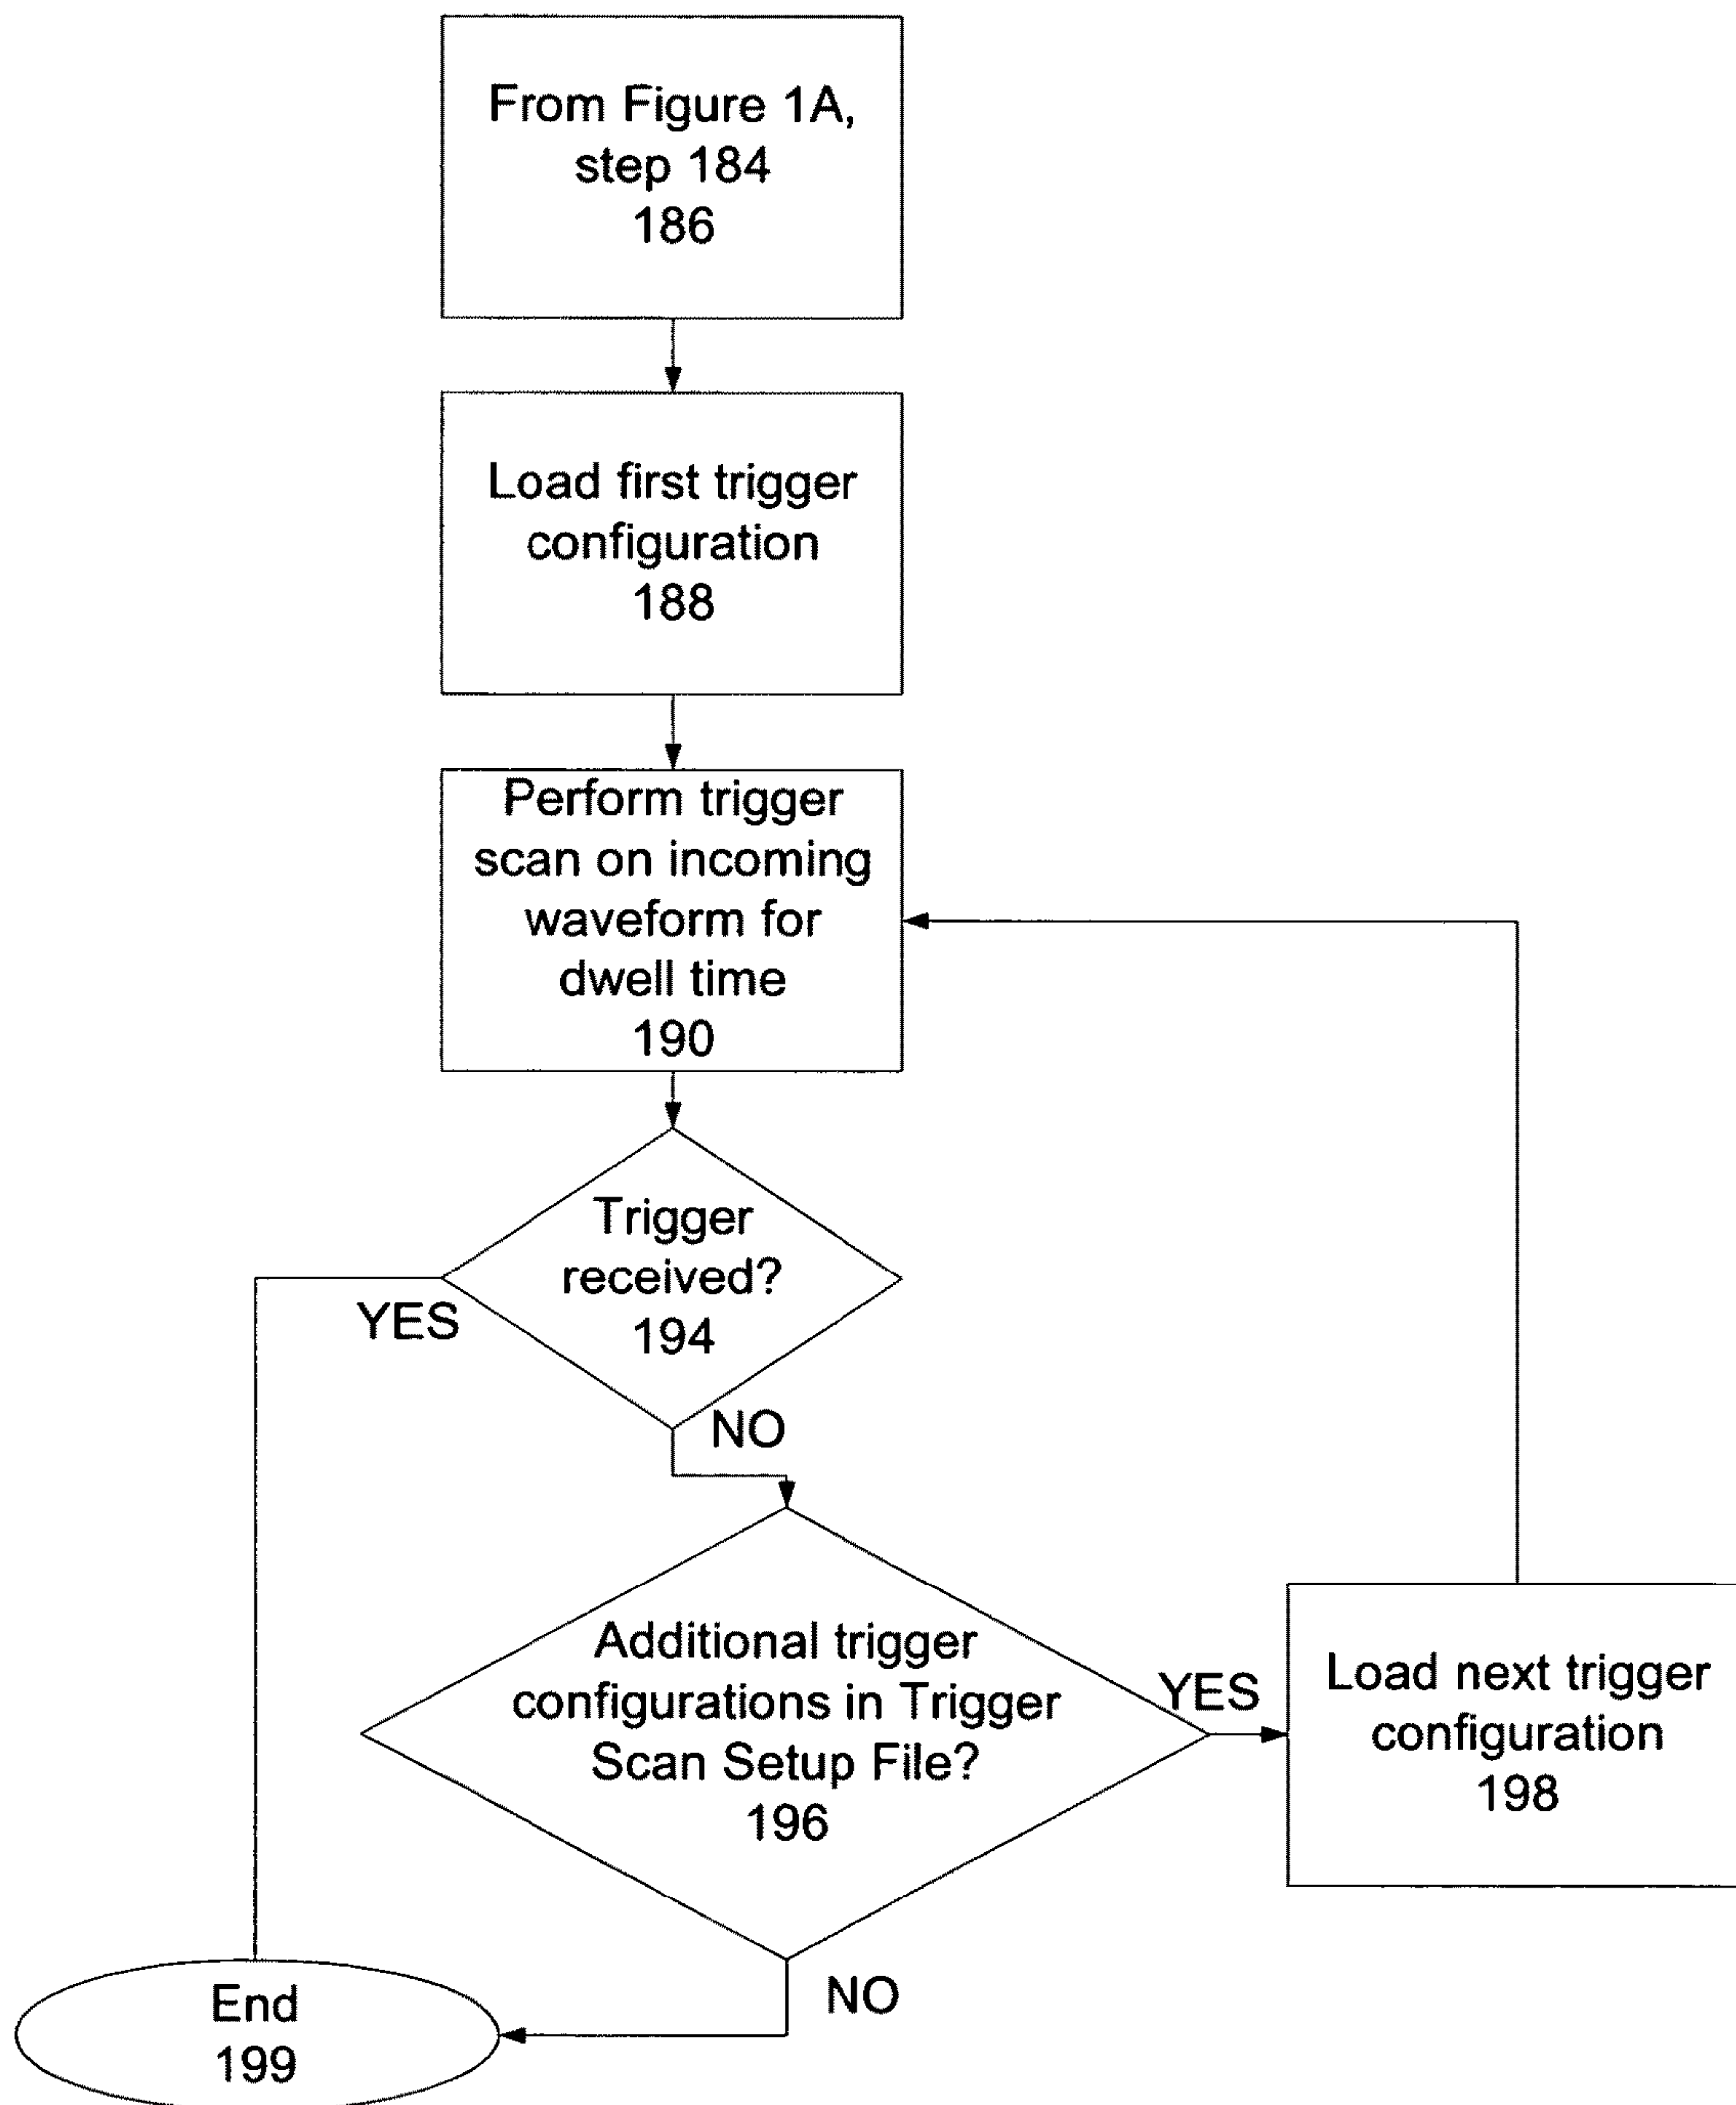 From Figure 1A,
step 184
186
Load first trigger
configuration
188
Perform trigger
scan on incoming
waveform for
dwell time
190
Trigger
received?
194
YES
NO
Additional trigger
configurations in Trigger
Scan Setup File?
196
YES
Load next trigger
configuration
198
NO
End
199